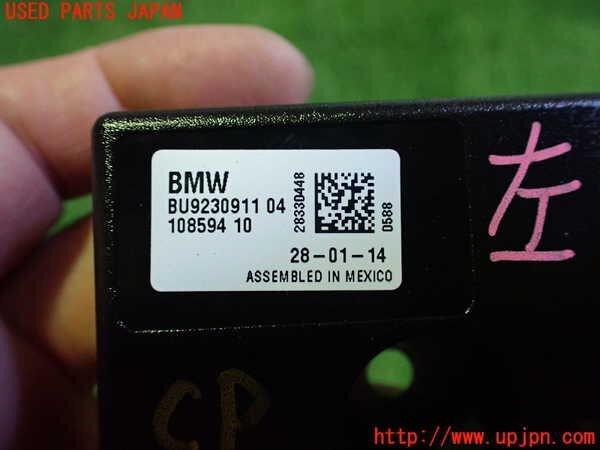 USED PARTS JAPAN
BMW
BU9230911 04
108594 10
28330448
0588
28-01-14
ASSEMBLED IN MEXICO
左
CP
http://www.upjpn.com/